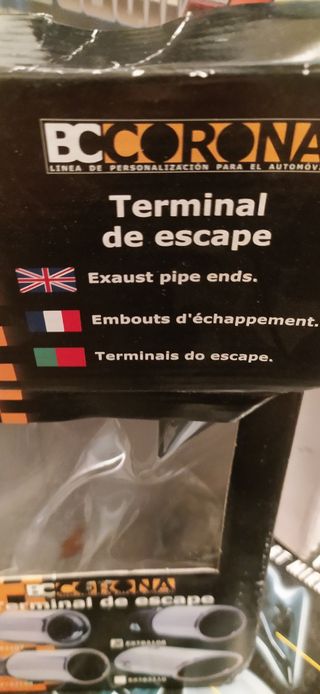 BCCORONA
LINEA DE PERSONALIZACIÓN PARA EL AUTOMÓV
Terminal
de escape
Exaust pipe ends.
Embouts d'échappement.
Terminais do escape.
BCCORONA
Terminal de escape